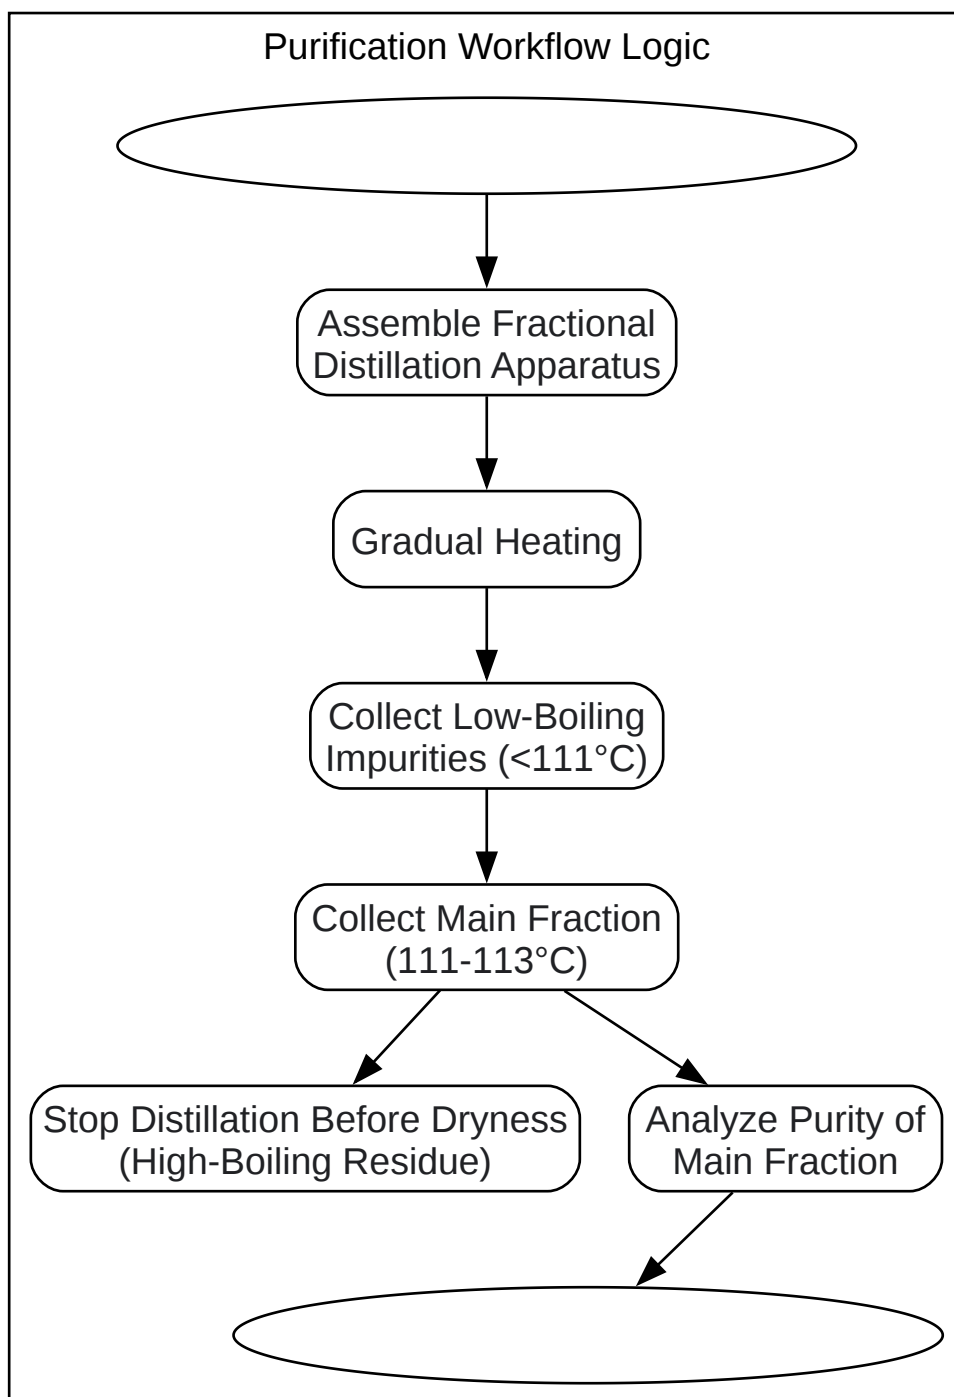 Purification Workflow Logic
Assemble Fractional
Distillation Apparatus
Gradual Heating
Collect Low-Boiling
Impurities (<111°C)
Collect Main Fraction
(111-113°C)
Stop Distillation Before Dryness
(High-Boiling Residue)
Analyze Purity of
Main Fraction